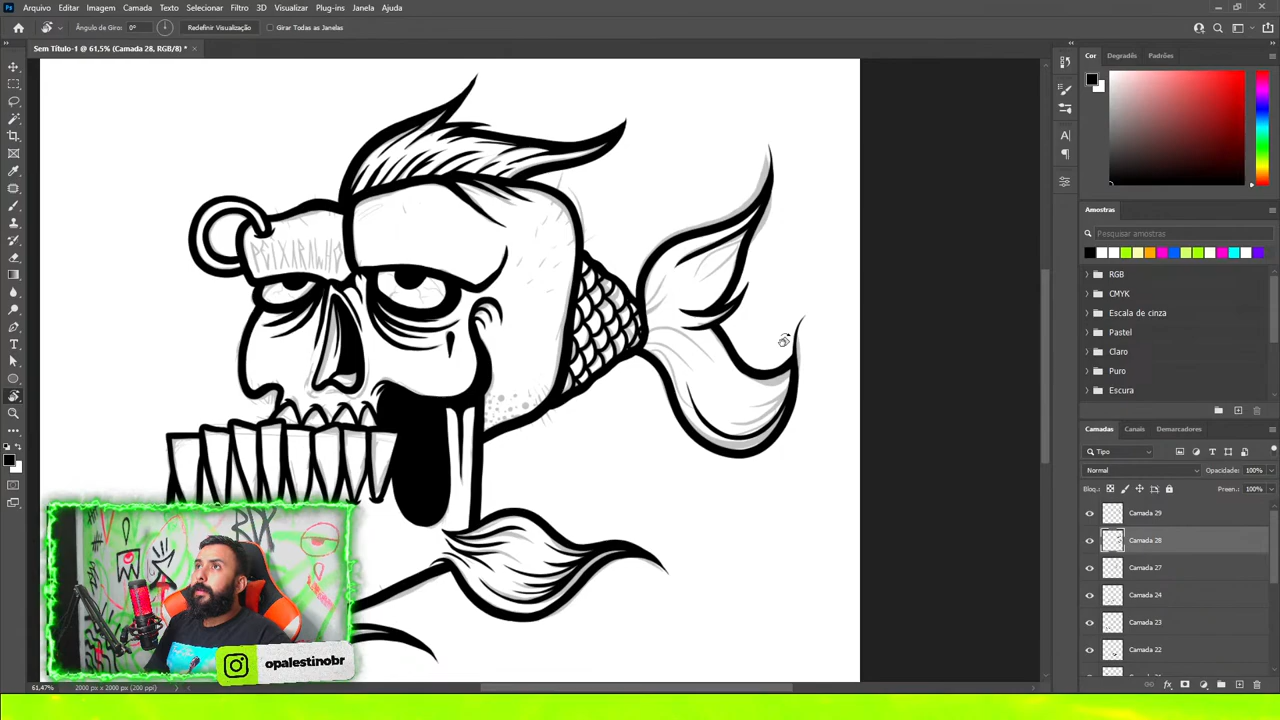 Arquivo Editar Imagem Camada Texto Selecionar Filtro 3D Visualizar Plug-ins Janela Ajuda
Ângulo de Giro: 0° Redefinir Visualização Girar Todas as Janelas
Sem Título-1 @ 61,5% (Camada 28, RGB/8) *
Cor Degradês Padrões
Amostras
Pesquisar amostras
RGB
CMYK
Escala de cinza
Pastel
Claro
Puro
Escura
Camadas Canais Demarcadores
Tipo
Normal Opacidade: 100%
Bloq.: Preen.: 100%
Camada 29
Camada 28
Camada 27
Camada 24
Camada 23
Camada 22
PEIXARALHO
opalestinobr
61,47% 2000 px x 2000 px (200 ppi)